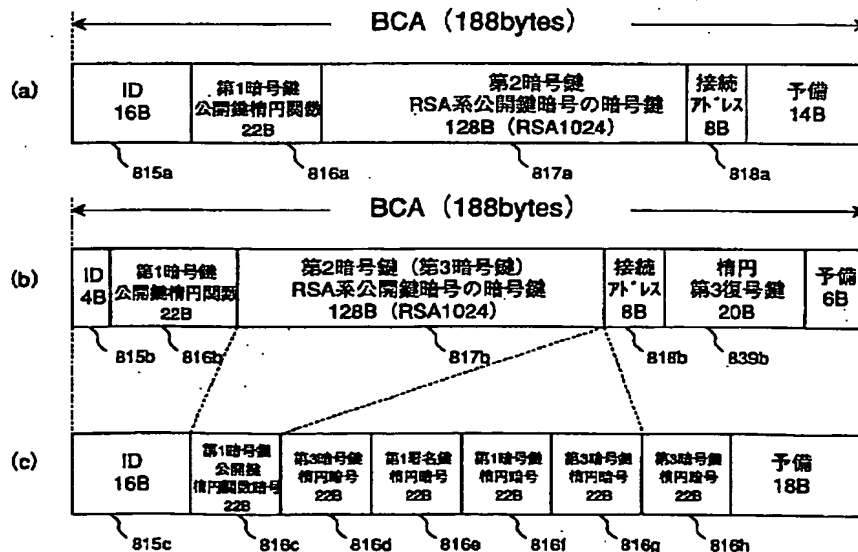 BCA (188bytes)
(a)
ID
16B
第1暗号鍵
公開鍵楕円関数
22B
第2暗号鍵
RSA系公開鍵暗号の暗号鍵
128B (RSA1024)
接続
アドレス
8B
予備
14B
815a
816a
817a
818a
BCA (188bytes)
(b)
ID
4B
第1暗号鍵
公開鍵楕円関数
22B
第2暗号鍵 (第3暗号鍵)
RSA系公開鍵暗号の暗号鍵
128B (RSA1024)
接続
アドレス
8B
楕円
第3復号鍵
20B
予備
6B
815b
816b
817b
818b
839b
(c)
ID
16B
第1暗号鍵
公開鍵
楕円関数暗号
22B
第3暗号鍵
楕円暗号
22B
第1署名鍵
楕円暗号
22B
第1暗号鍵
楕円暗号
22B
第3暗号鍵
楕円暗号
22B
第3暗号鍵
楕円暗号
22B
予備
18B
815c
816c
816d
816e
816f
816g
816h